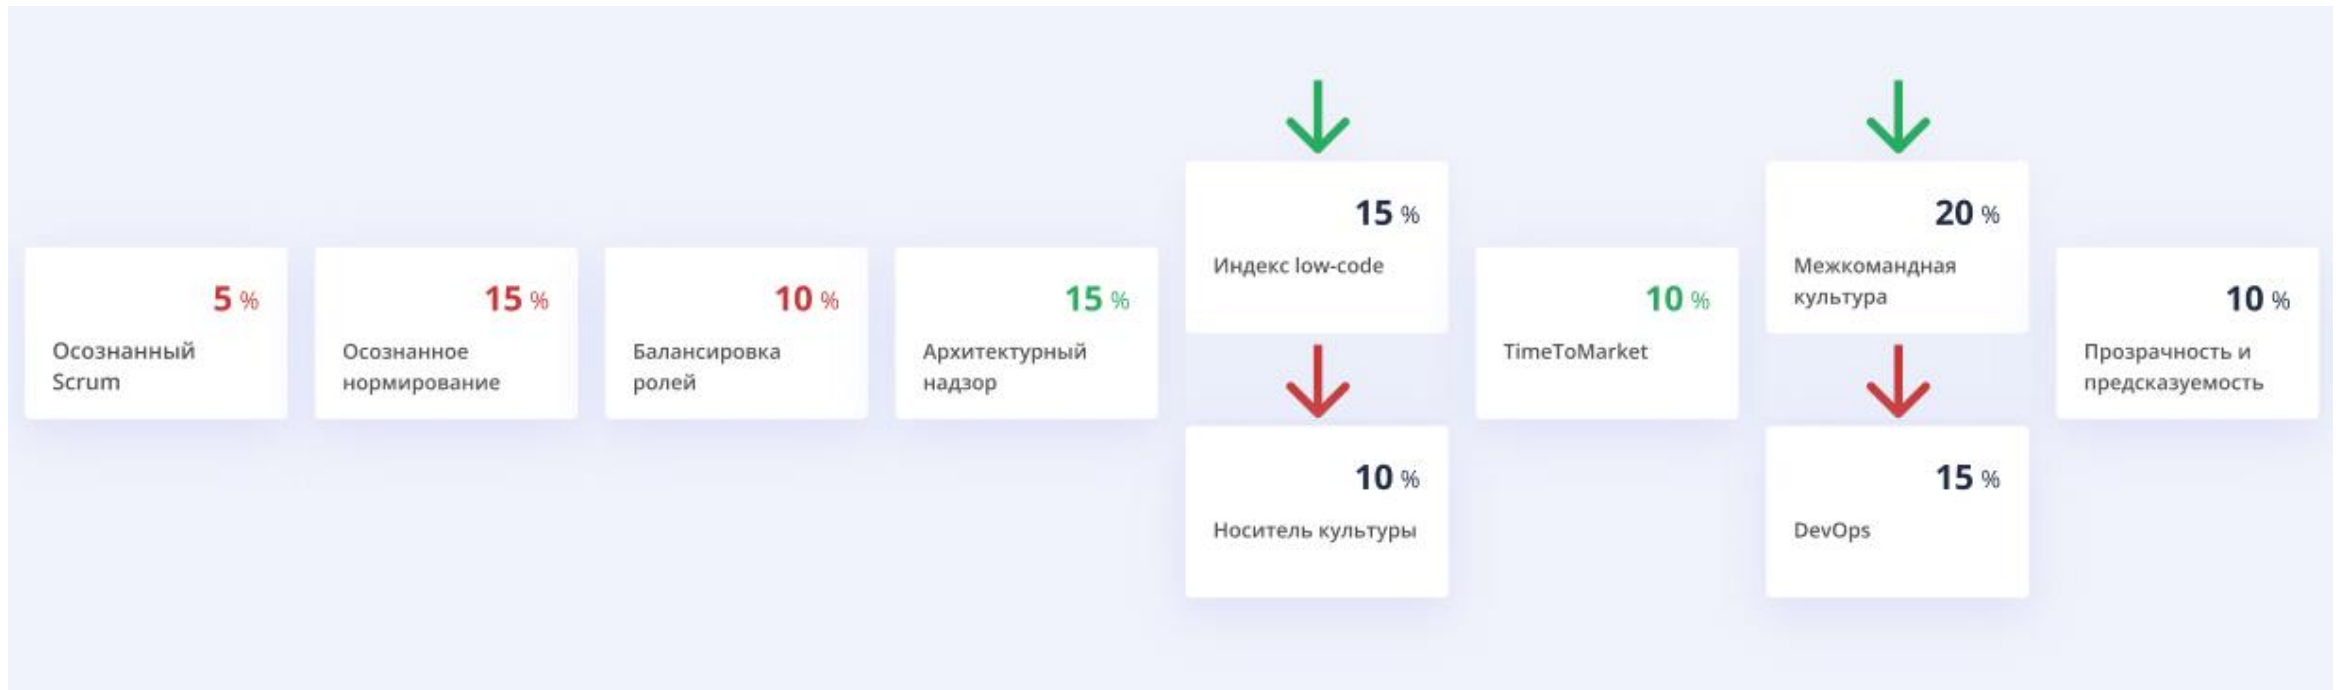 5 %
Осознанный
Scrum
15 %
Осознанное
нормирование
10 %
Балансировка
ролей
15 %
Архитектурный
надзор
15 %
Индекс low-code
10 %
Носитель культуры
10 %
TimeToMarket
20 %
Межкомандная
культура
15 %
DevOps
10 %
Прозрачность и
предсказуемость